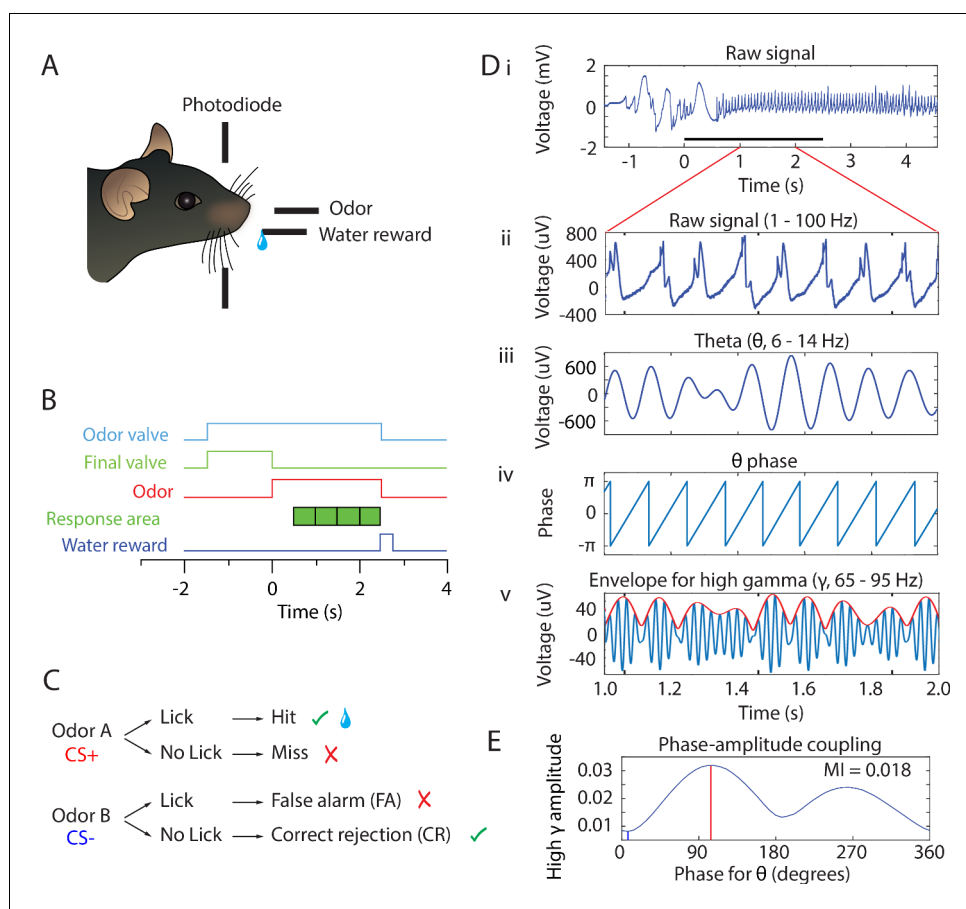 A
Photodiode
Odor
Water reward
B
Odor valve
Final valve
Odor
Response area
Water reward
-2 0 2 4
Time (s)
C
Odor A
CS+
Lick
Hit
No Lick
Miss
Odor B
CS-
Lick
False alarm (FA)
No Lick
Correct rejection (CR)
D i
Raw signal
Voltage (mV)
2
0
-2
-1 0 1 2 3 4
Time (s)
ii
Raw signal (1 - 100 Hz)
Voltage (uV)
800
400
0
-400
iii
Theta (θ, 6 - 14 Hz)
Voltage (uV)
600
0
-600
iv
θ phase
Phase
π
0
-π
v
Envelope for high gamma (γ, 65 - 95 Hz)
Voltage (uV)
40
0
-40
1.0 1.2 1.4 1.6 1.8 2.0
Time (s)
E
Phase-amplitude coupling
MI = 0.018
High γ amplitude
0.03
0.02
0.01
0 90 180 270 360
Phase for θ (degrees)